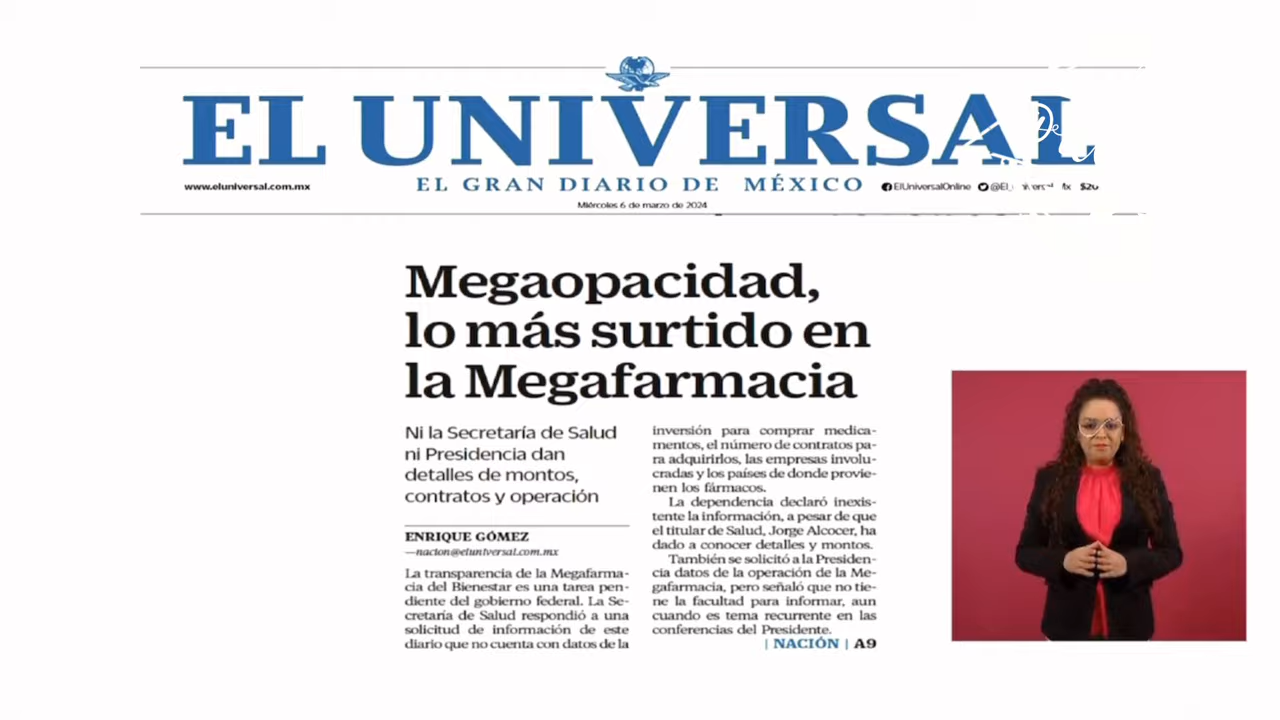 EL UNIVERSAL
www.eluniversal.com.mx
EL GRAN DIARIO DE MÉXICO
ElUniversalOnline
$20
Miércoles 6 de marzo de 2024
Megaopacidad,
lo más surtido en
la Megafarmacia
Ni la Secretaría de Salud
ni Presidencia dan
detalles de montos,
contratos y operación
ENRIQUE GÓMEZ
—nacion@eluniversal.com.mx
La transparencia de la Megafarma-
cia del Bienestar es una tarea pen-
diente del gobierno federal. La Se-
cretaría de Salud respondió a una
solicitud de información de este
diario que no cuenta con datos de la
inversión para comprar medica-
mentos, el número de contratos pa-
ra adquirirlos, las empresas involu-
cradas y los países de donde provie-
nen los fármacos.
La dependencia declaró inexis-
tente la información, a pesar de que
el titular de Salud, Jorge Alcocer, ha
dado a conocer detalles y montos.
También se solicitó a la Presiden-
cia datos de la operación de la Me-
gafarmacia, pero señaló que no tie-
ne la facultad para informar, aun
cuando es tema recurrente en las
conferencias del Presidente.
| NACIÓN | A9